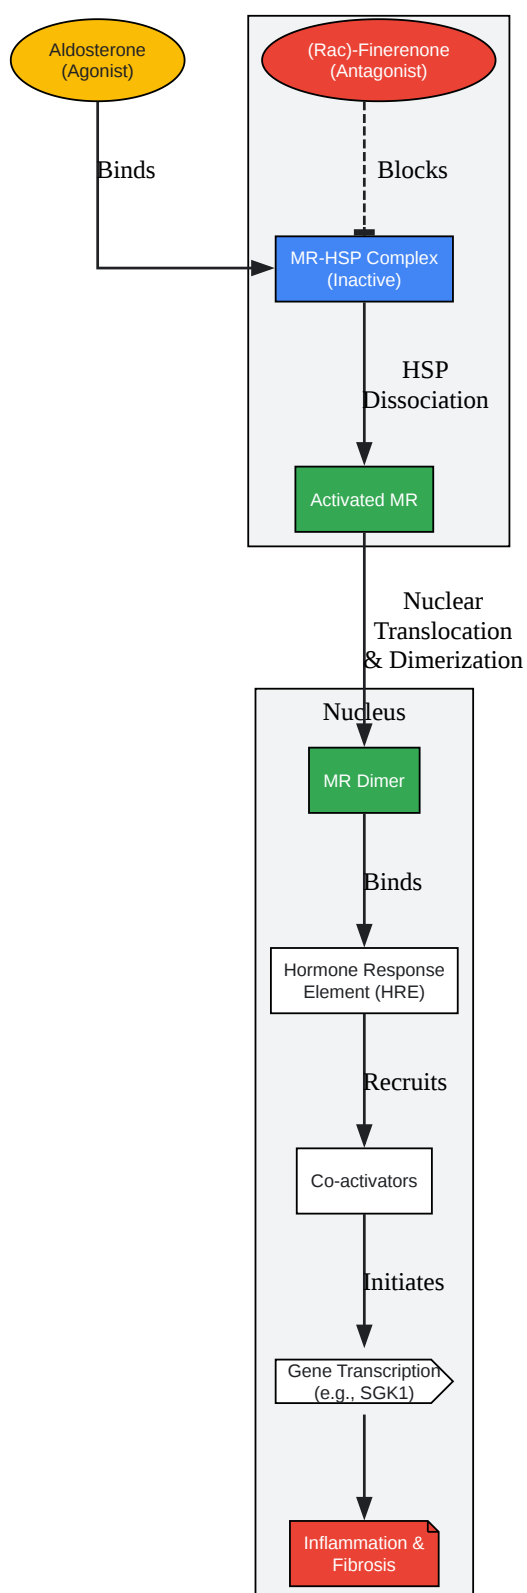 Aldosterone
(Agonist)
(Rac)-Finerenone
(Antagonist)
Binds
Blocks
MR-HSP Complex
(Inactive)
HSP
Dissociation
Activated MR
Nuclear
Translocation
& Dimerization
Nucleus
MR Dimer
Binds
Hormone Response
Element (HRE)
Recruits
Co-activators
Initiates
Gene Transcription
(e.g., SGK1)
Inflammation &
Fibrosis